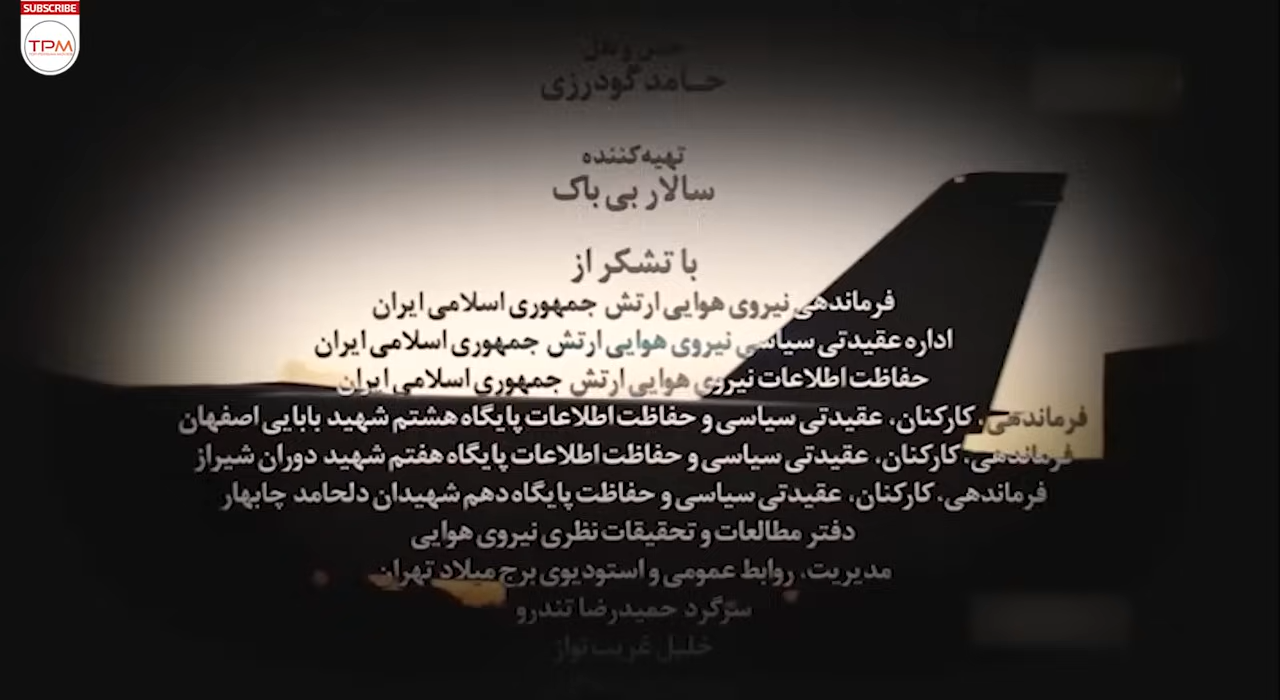 SUBSCRIBE
TPM
حامد گودرزی
تهیه‌کننده
سالار بی باک
با تشکر از
فرماندهی نیروی هوایی ارتش جمهوری اسلامی ایران
اداره عقیدتی سیاسی نیروی هوایی ارتش جمهوری اسلامی ایران
حفاظت اطلاعات نیروی هوایی ارتش جمهوری اسلامی ایران
فرماندهی، کارکنان، عقیدتی سیاسی و حفاظت اطلاعات پایگاه هشتم شهید بابایی اصفهان
فرماندهی، کارکنان، عقیدتی سیاسی و حفاظت اطلاعات پایگاه هفتم شهید دوران شیراز
فرماندهی، کارکنان، عقیدتی سیاسی و حفاظت پایگاه دهم شهیدان دلحامد چابهار
دفتر مطالعات و تحقیقات نظری نیروی هوایی
مدیریت، روابط عمومی و استودیوی برج میلاد تهران
سرگرد حمیدرضا تندرو
خلیل غریب نواز